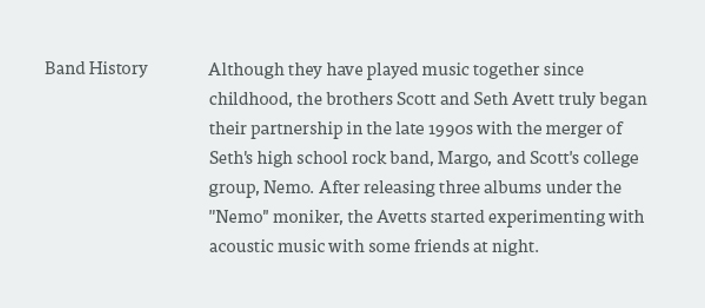 Band History
Although they have played music together since
childhood, the brothers Scott and Seth Avett truly began
their partnership in the late 1990s with the merger of
Seth's high school rock band, Margo, and Scott's college
group, Nemo. After releasing three albums under the
"Nemo" moniker, the Avetts started experimenting with
acoustic music with some friends at night.